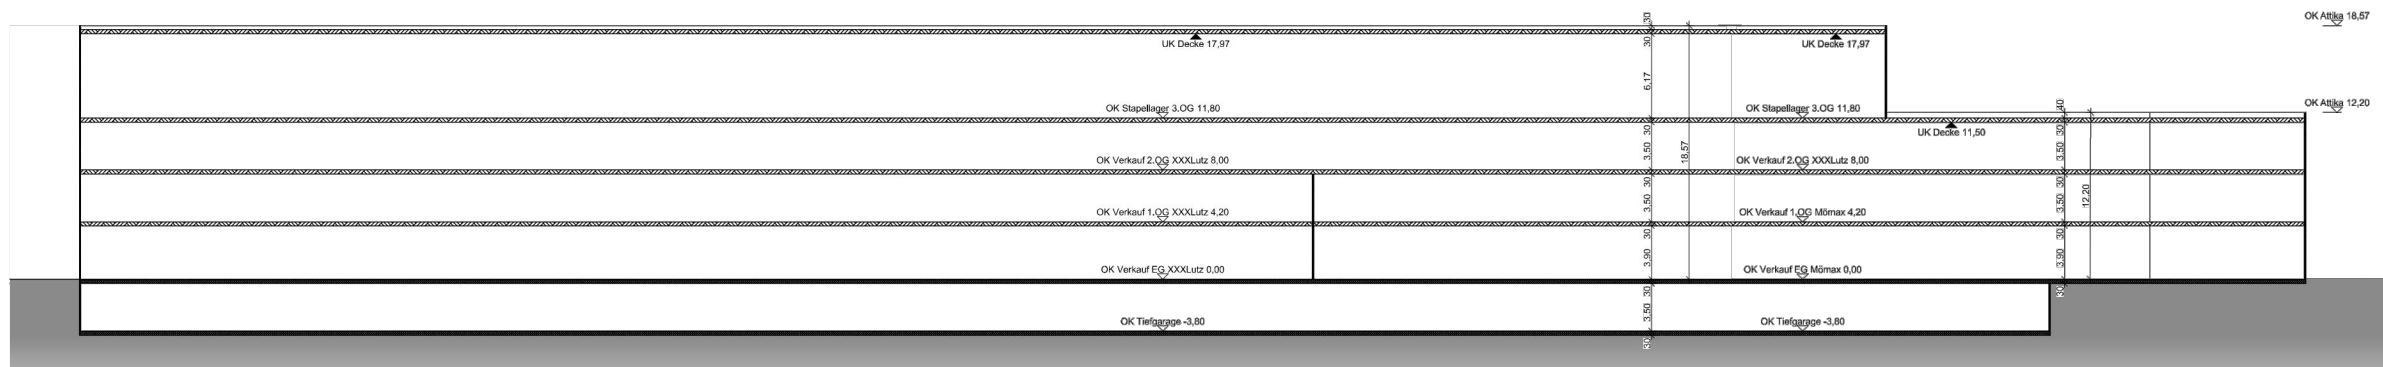 OK Attika 18,57
UK Decke 17,97
UK Decke 17,97
OK Stapellager 3.OG 11,80
OK Stapellager 3.OG 11,80
OK Attika 12,20
UK Decke 11,50
OK Verkauf 2.OG XXXLutz 8,00
OK Verkauf 2.OG XXXLutz 8,00
OK Verkauf 1.OG XXXLutz 4,20
OK Verkauf 1.OG Mömax 4,20
OK Verkauf EG XXXLutz 0,00
OK Verkauf EG Mömax 0,00
OK Tiefgarage -3,80
OK Tiefgarage -3,80
30
30
6,17
30
3,50
30
3,50
30
3,90
30
3,50
30
18,57
40
30
3,50
30
3,50
30
3,90
30
12,20